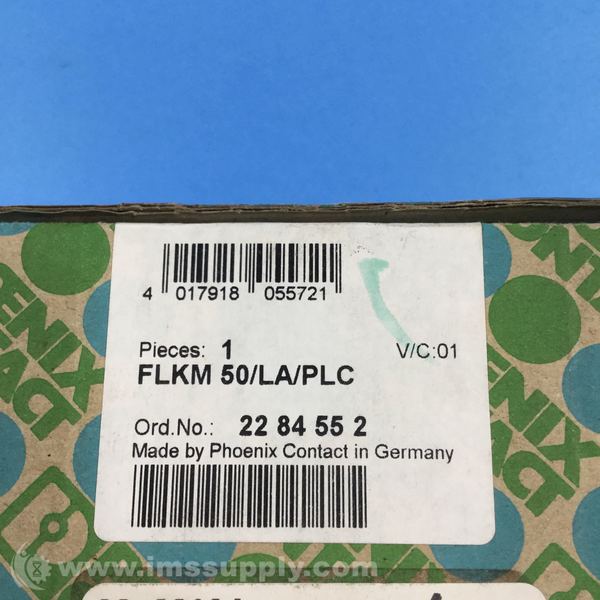 4 017918 055721
Pieces: 1 V/C:01
FLKM 50/LA/PLC
Ord.No.: 22 84 55 2
Made by Phoenix Contact in Germany
www.imssupply.com